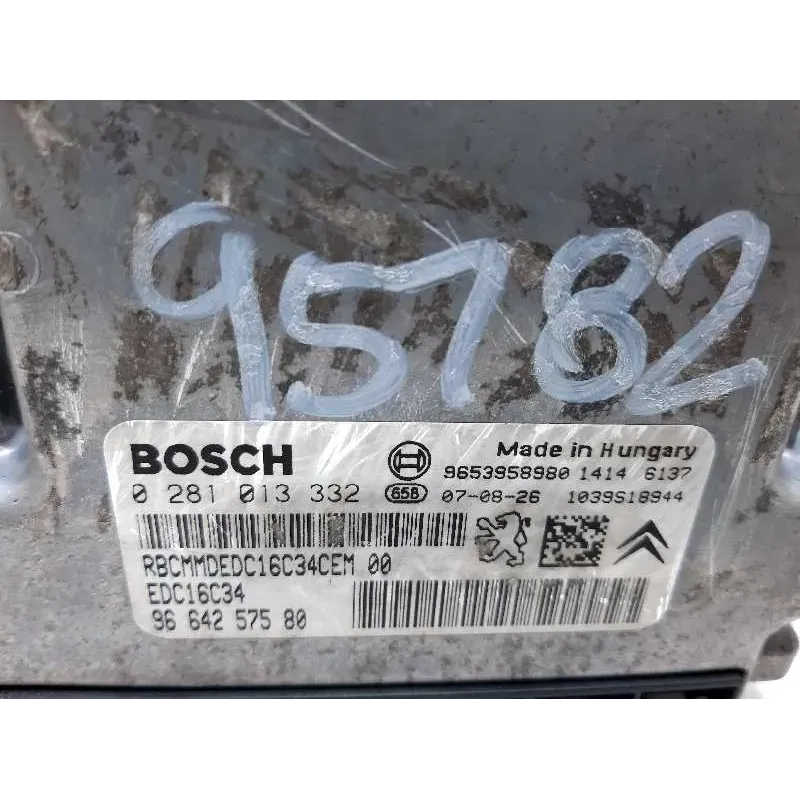 95782
BOSCH
Made in Hungary
9653958980 1414 6137
0 281 013 332
658
07-08-26
1039S18944
RBCMMDEDC16C34CEM 00
EDC16C34
96 642 575 80